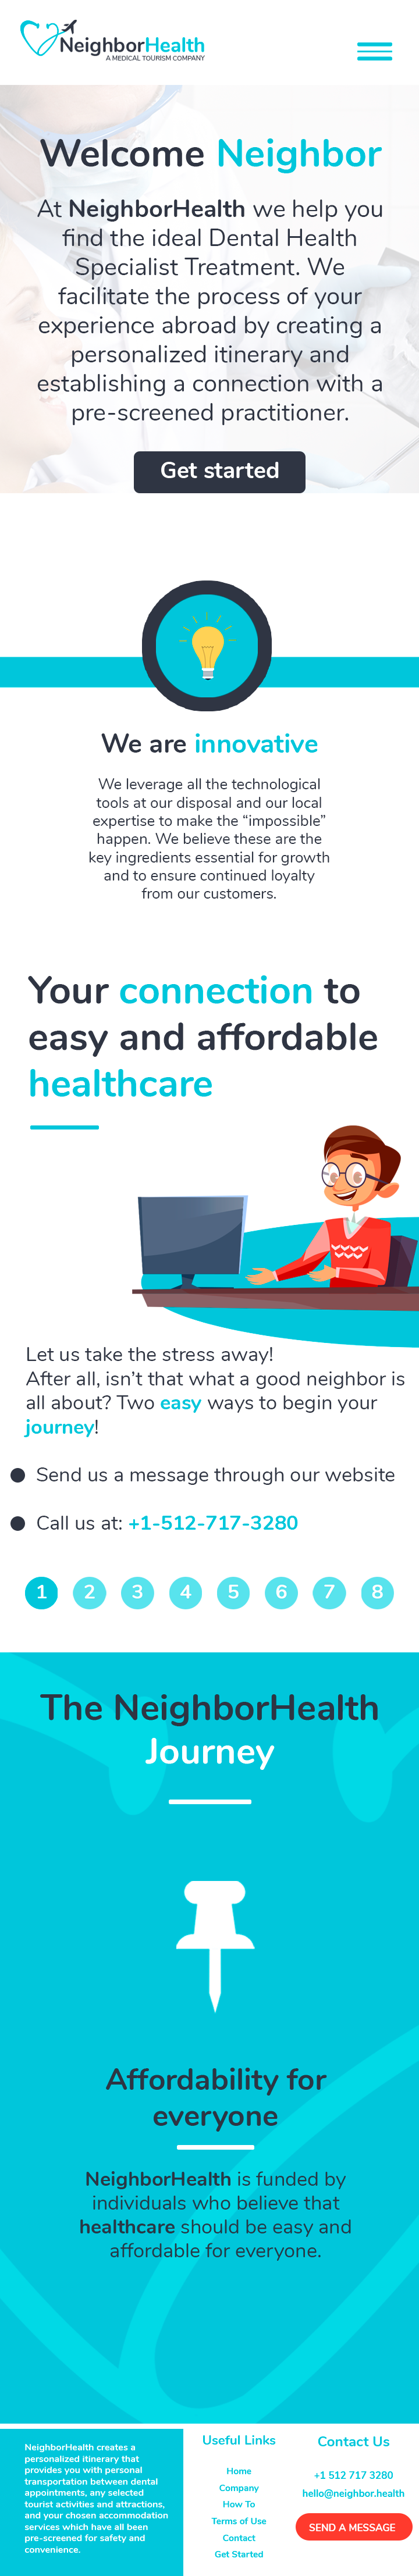 NeighborHealth
A MEDICAL TOURISM COMPANY
Welcome Neighbor
At NeighborHealth we help you
find the ideal Dental Health
Specialist Treatment. We
facilitate the process of your
experience abroad by creating a
personalized itinerary and
establishing a connection with a
pre-screened practitioner.
Get started
We are innovative
We leverage all the technological
tools at our disposal and our local
expertise to make the “impossible”
happen. We believe these are the
key ingredients essential for growth
and to ensure continued loyalty
from our customers.
Your connection to
easy and affordable
healthcare
Let us take the stress away!
After all, isn’t that what a good neighbor is
all about? Two easy ways to begin your
journey!
Send us a message through our website
Call us at: +1-512-717-3280
1 2 3 4 5 6 7 8
The NeighborHealth
Journey
Affordability for
everyone
NeighborHealth is funded by
individuals who believe that
healthcare should be easy and
affordable for everyone.
NeighborHealth creates a
personalized itinerary that
provides you with personal
transportation between dental
appointments, any selected
tourist activities and attractions,
and your chosen accommodation
services which have all been
pre-screened for safety and
convenience.
Useful Links
Home
Company
How To
Terms of Use
Contact
Get Started
Contact Us
+1 512 717 3280
hello@neighbor.health
SEND A MESSAGE